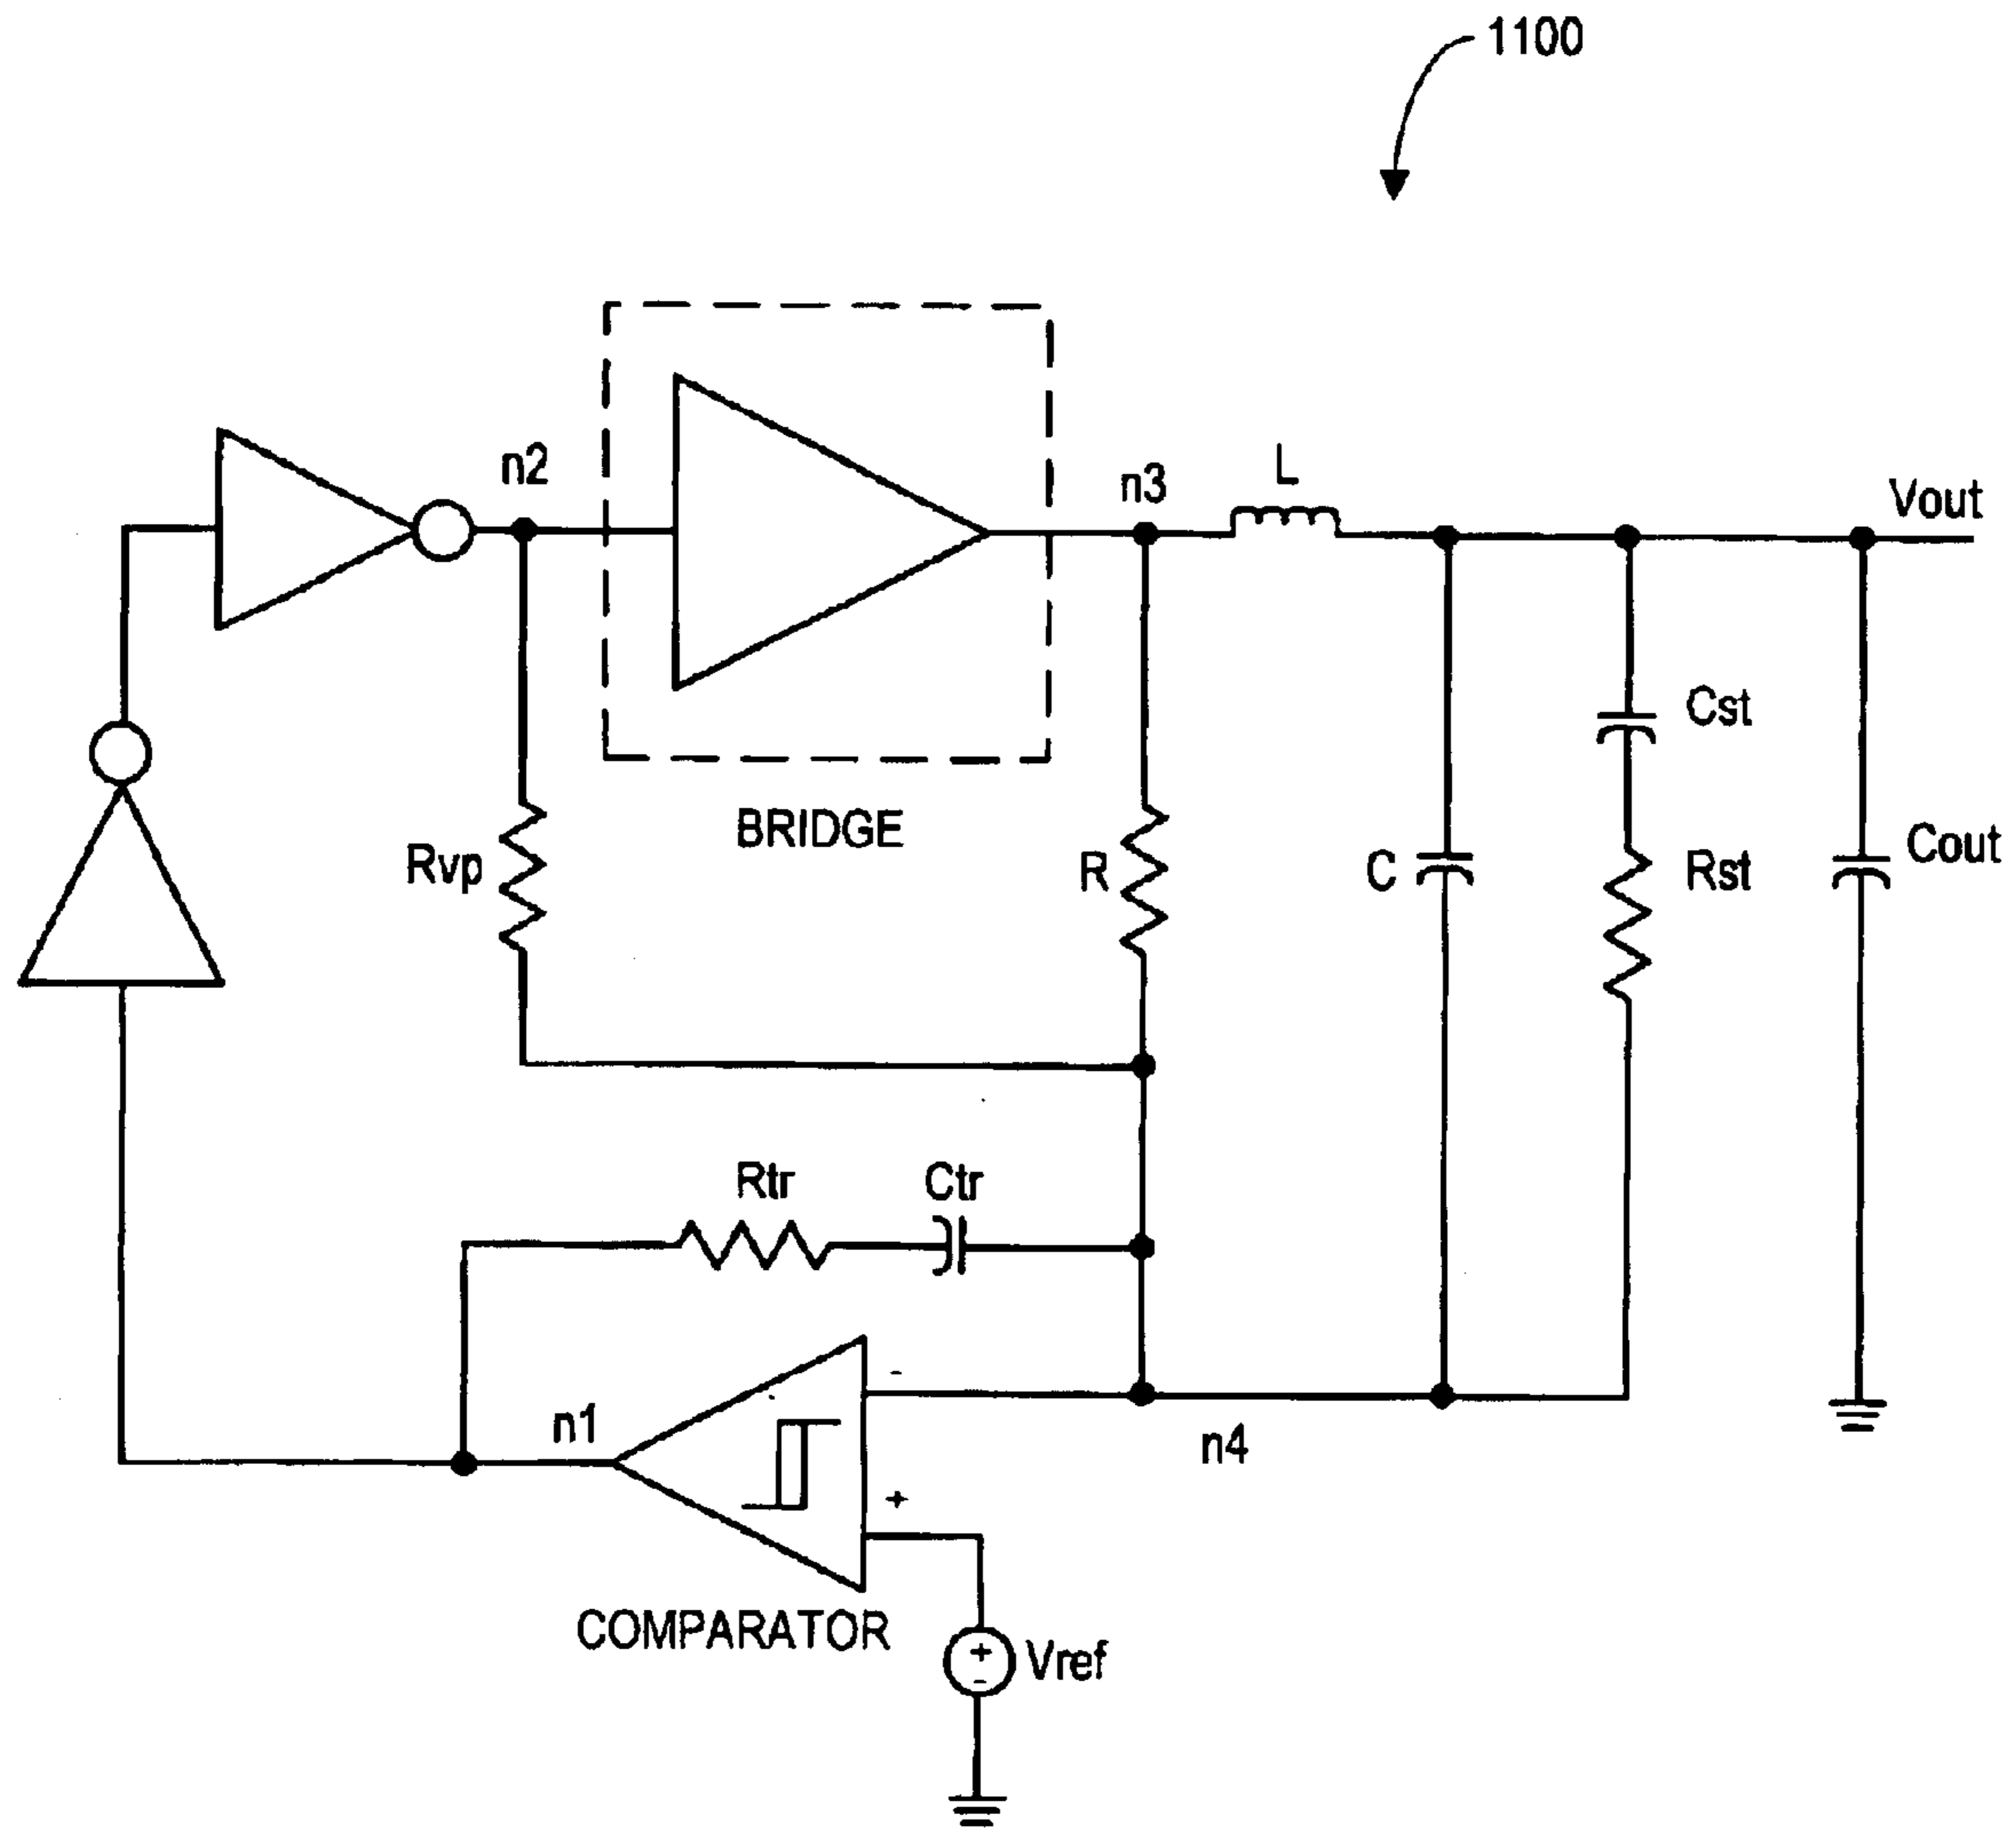 1100
n2
n3
L
Vout
Cst
BRIDGE
Rvp
R
C
Rst
Cout
Rtr
Ctr
-
n1
n4
+
COMPARATOR
+
-
Vref